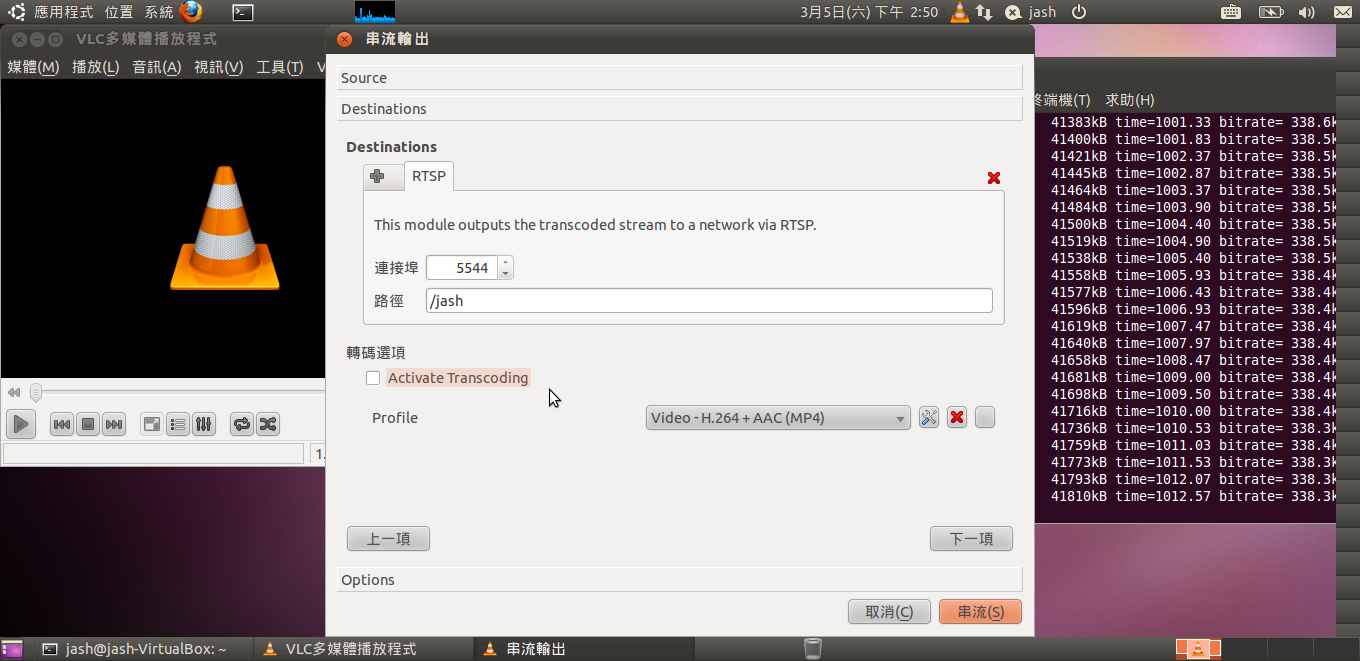 應用程式 位置 系統 3月5日(六) 下午 2:50 jash
VLC多媒體播放程式
媒體(M) 播放(L) 音訊(A) 視訊(V) 工具(T) V
串流輸出
Source
Destinations
Destinations
RTSP
This module outputs the transcoded stream to a network via RTSP.
連接埠 5544
路徑 /jash
轉碼選項
Activate Transcoding
Profile Video - H.264 + AAC (MP4)
上一項 下一項
Options
取消(C) 串流(S)
1.
終端機(T) 求助(H)
41383kB time=1001.33 bitrate= 338.6k
41400kB time=1001.83 bitrate= 338.5k
41421kB time=1002.37 bitrate= 338.5k
41445kB time=1002.87 bitrate= 338.5k
41464kB time=1003.37 bitrate= 338.5k
41484kB time=1003.90 bitrate= 338.5k
41500kB time=1004.40 bitrate= 338.5k
41519kB time=1004.90 bitrate= 338.5k
41538kB time=1005.40 bitrate= 338.5k
41558kB time=1005.93 bitrate= 338.4k
41577kB time=1006.43 bitrate= 338.4k
41596kB time=1006.93 bitrate= 338.4k
41619kB time=1007.47 bitrate= 338.4k
41640kB time=1007.97 bitrate= 338.4k
41658kB time=1008.47 bitrate= 338.4k
41681kB time=1009.00 bitrate= 338.4k
41698kB time=1009.50 bitrate= 338.4k
41716kB time=1010.00 bitrate= 338.4k
41736kB time=1010.53 bitrate= 338.3k
41759kB time=1011.03 bitrate= 338.4k
41773kB time=1011.53 bitrate= 338.3k
41793kB time=1012.07 bitrate= 338.3k
41810kB time=1012.57 bitrate= 338.3k
jash@jash-VirtualBox: ~ VLC多媒體播放程式 串流輸出